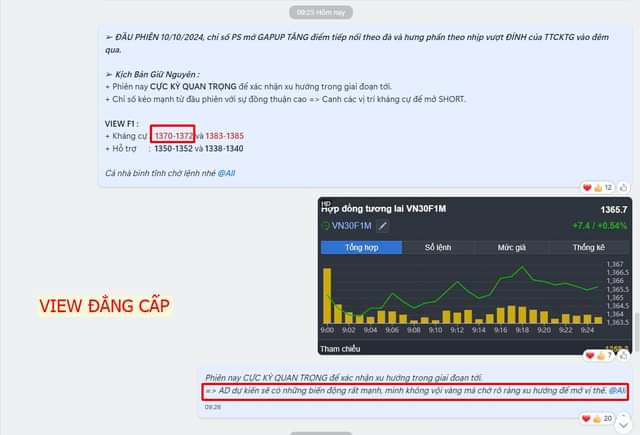 09:25 Hôm nay
➢ ĐẦU PHIÊN 10/10/2024, chỉ số PS mở GAPUP TĂNG điểm tiếp nối theo đà và hưng phấn theo nhịp vượt ĐỈNH của TTCKTG vào đêm
qua.
➢ Kịch Bản Giữ Nguyên :
+ Phiên nay CỰC KỲ QUAN TRỌNG để xác nhận xu hướng trong giai đoạn tới.
+ Chỉ số kéo mạnh từ đầu phiên với sự đồng thuận cao => Canh các vị trí kháng cự để mở SHORT.
VIEW F1 :
+ Kháng cự : 1370-1372 và 1383-1385
+ Hỗ trợ : 1350-1352 và 1338-1340
Cả nhà bình tĩnh chờ lệnh nhé @All
12
HD
Hợp đồng tương lai VN30F1M 1365.7
VN30F1M +7.4 / +0.54%
Tổng hợp Sổ lệnh Mức giá Thống kê
1,367
1,366.5
1,366
1,365.5
1,365
1,364.5
1,364
1,363.5
9:00 9:02 9:04 9:06 9:08 9:10 9:12 9:14 9:16 9:18 9:20 9:22 9:24
Tham chiếu
7
VIEW ĐẲNG CẤP
Phiên nay CỰC KỲ QUAN TRỌNG để xác nhận xu hướng trong giai đoạn tới.
=> AD dự kiến sẽ có những biến động rất mạnh, mình không vội vàng mà chờ rõ ràng xu hướng để mở vị thế. @All
09:26
20